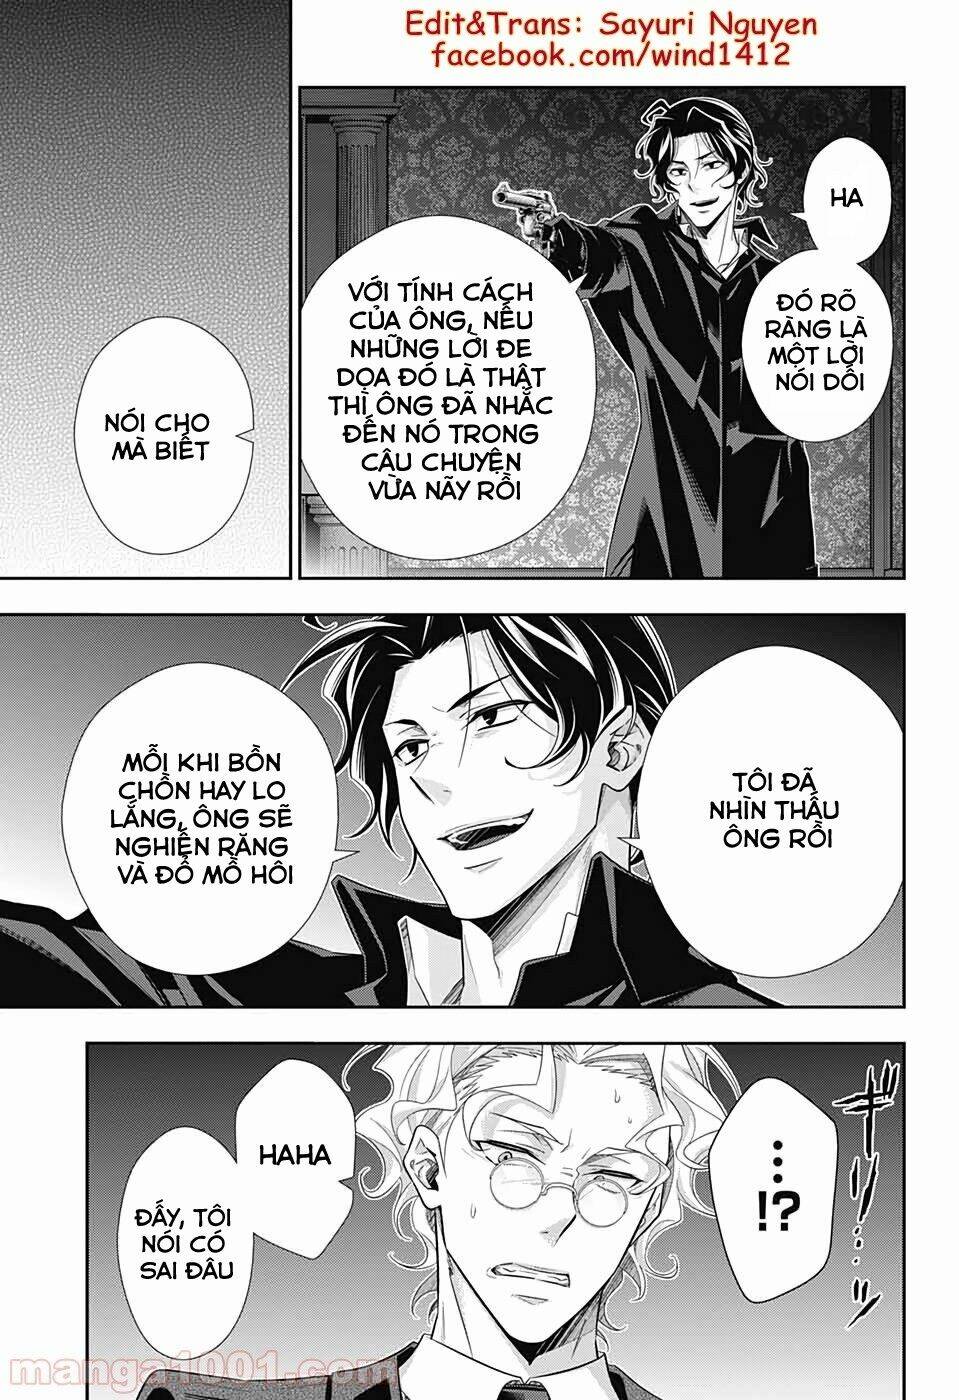 Edit&Trans: Sayuri Nguyen
facebook.com/wind1412
HA
ĐÓ RÕ
RÀNG LÀ
MỘT LỜI
NÓI DỐI
VỚI TÍNH CÁCH
CỦA ÔNG, NẾU
NHỮNG LỜI ĐE
DỌA ĐÓ LÀ THẬT
THÌ ÔNG ĐÃ NHẮC
ĐẾN NÓ TRONG
CÂU CHUYỆN
VỪA NÃY RỒI
NÓI CHO
MÀ BIẾT
TÔI ĐÃ
NHÌN THẤU
ÔNG RỒI
MỖI KHI BỒN
CHỒN HAY LO
LẮNG, ÔNG SẼ
NGHIẾN RĂNG
VÀ ĐỔ MỒ HÔI
ギリッ
...
!?
HAHA
ĐẤY, TÔI
NÓI CÓ
SAI ĐÂU
manga1001.com